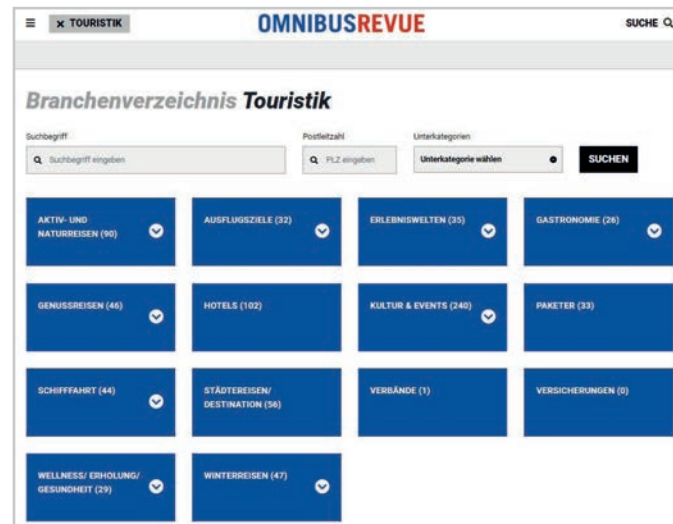 × TOURISTIK
OMNIBUSREVUE
SUCHE
Branchenverzeichnis Touristik
Suchbegriff
Postleitzahl
Unterkategorien
Suchbegriff eingeben
PLZ eingeben
Unterkategorie wählen
SUCHEN
AKTIV- UND
NATURREISEN (90)
AUSFLUGSZIELE (32)
ERLEBNISWELTEN (35)
GASTRONOMIE (26)
GENUSSREISEN (46)
HOTELS (102)
KULTUR & EVENTS (240)
PAKETER (33)
SCHIFFFAHRT (44)
STÄDTEREISEN/
DESTINATION (56)
VERBÄNDE (1)
VERSICHERUNGEN (0)
WELLNESS/ ERHOLUNG/
GESUNDHEIT (29)
WINTERREISEN (47)